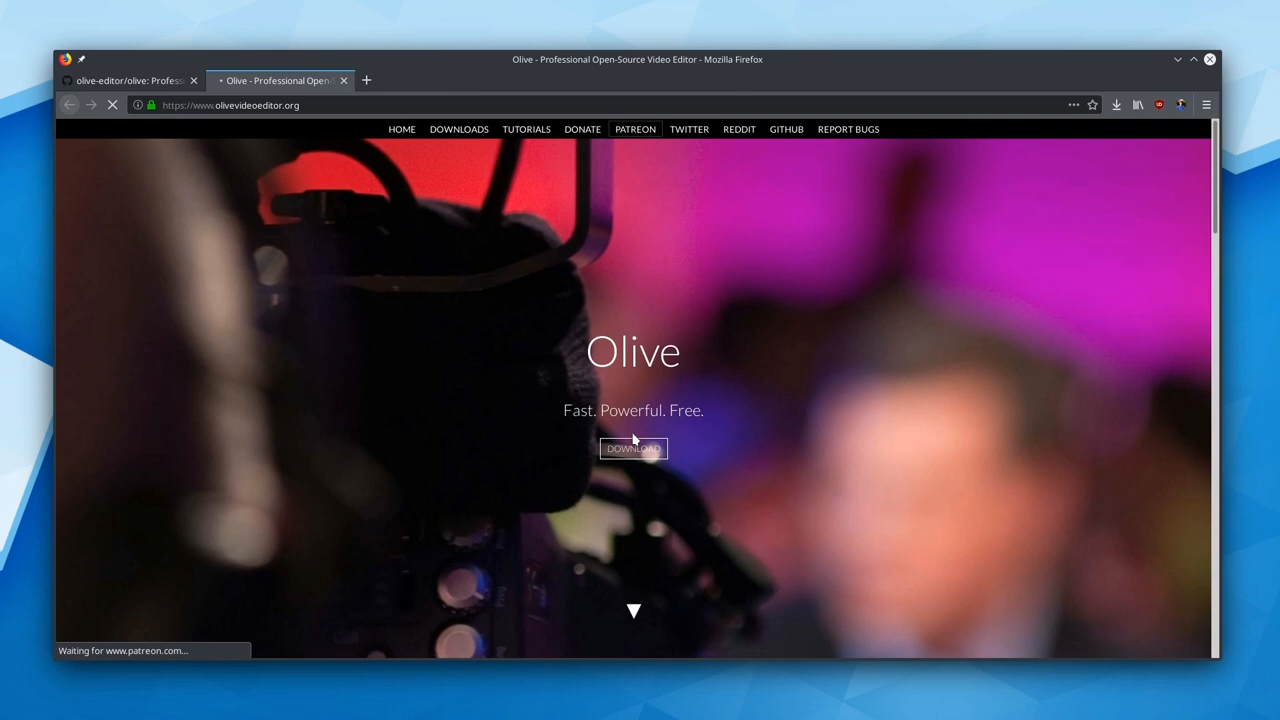 Olive - Professional Open-Source Video Editor - Mozilla Firefox
olive-editor/olive: Profess
Olive - Professional Open-
https://www.olivevideoeditor.org
HOME DOWNLOADS TUTORIALS DONATE PATREON TWITTER REDDIT GITHUB REPORT BUGS
Olive
Fast. Powerful. Free.
DOWNLOAD
Waiting for www.patreon.com...